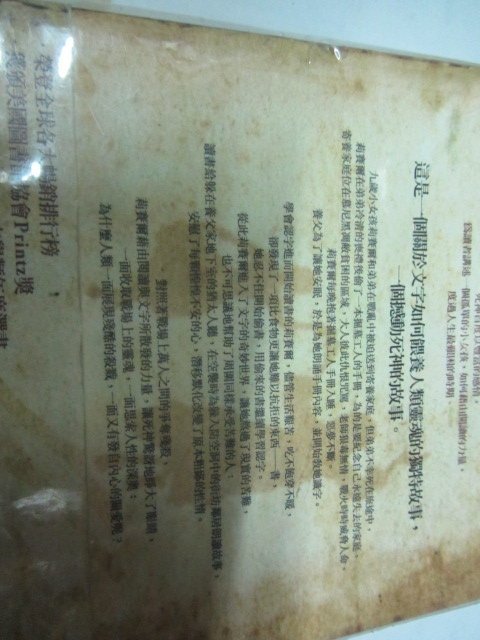 死神首度以豐富的感情，
為讀者講述一個孤單的小女孩，如何藉由閱讀的力量，
度過人生最艱困的時期。
這是一個關於文字如何餵養人類靈魂的獨特故事，
一個撼動死神的故事。
九歲小女孩莉賽爾和弟弟在戰亂中被迫送到寄養家庭，但弟弟不幸死在旅途中，
莉賽爾在弟弟冷清的喪禮後偷了一本掘墓工人的手冊，為的是要紀念自己永遠失去的家庭。
寄養家庭位在慕尼黑凋敝貧困的區域，大人彼此仇恨咒罵，老師狠毒無情，戰火時時威脅人命。
莉賽爾每晚抱著掘墓工人手冊入睡，惡夢不斷。
養父為了讓她安眠，於是為她朗誦手冊內容，並開始教她識字。
學會認字進而開始讀書的莉賽爾，儘管生活艱苦，吃不飽穿不暖，
卻發現了一項比食物更讓她難以抗拒的東西──書，
她忍不住開始偷書，用偷來的書繼續學習認字。
從此莉賽爾進入了文字的奇妙世界，讓她熬過了現實的苦難，
也不可思議地幫助了周圍同樣承受苦難的人：
讀書給躲在養父家地下室的猶太人聽，在空襲時為躲入防空洞中的街坊鄰居朗讀故事，
安慰了每顆惶惶不安的心，潛移默化改變了原本粗鄙的性情。
對照著戰場上萬人之間的爭奪殘殺，
莉賽爾藉由閱讀與文字所散發的力量，讓死神驚訝地睜大了眼睛，
一面收取戰場上的靈魂，一面思索人性的深奧：
為什麼人類一面展現殘酷的殺戮，一面又有發自內心的關愛呢？
．榮登全球各大暢銷排行榜
．獲頒美國圖書館協會Printz獎